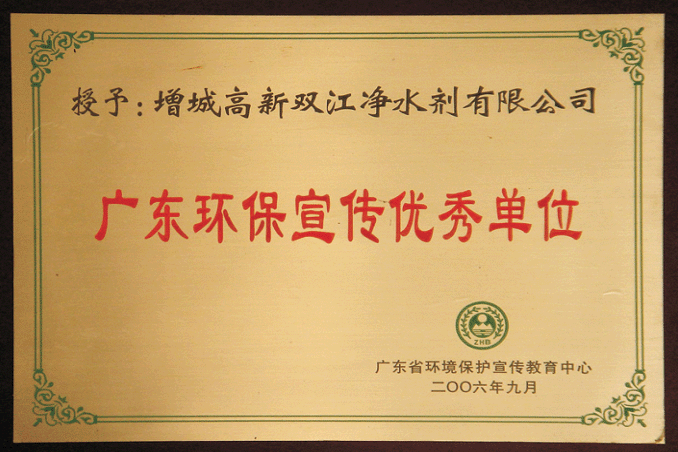 授予：增城高新双江净水剂有限公司
广东环保宣传优秀单位
ZHB
广东省环境保护宣传教育中心
二〇〇六年九月